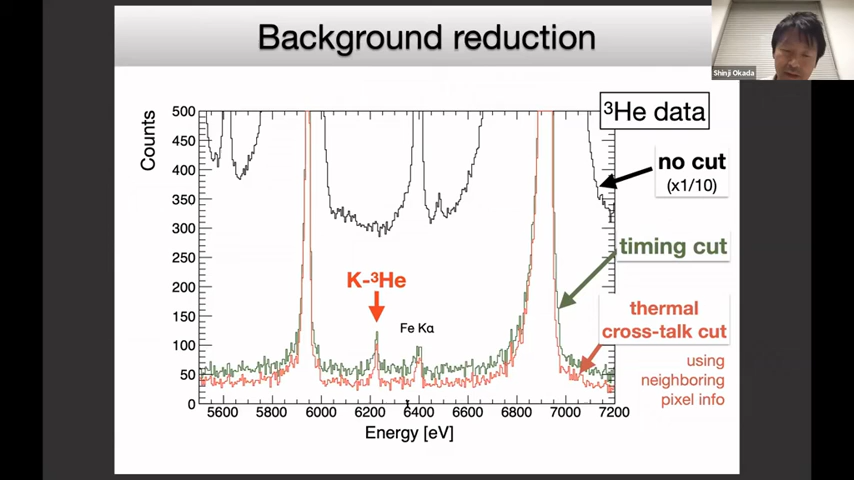 Background reduction
Shinji Okada
³He data
no cut
(x1/10)
timing cut
thermal
cross-talk cut
using
neighboring
pixel info
K-³He
Fe Kα
Counts
500
450
400
350
300
250
200
150
100
50
0
5600 5800 6000 6200 6400 6600 6800 7000 7200
Energy [eV]